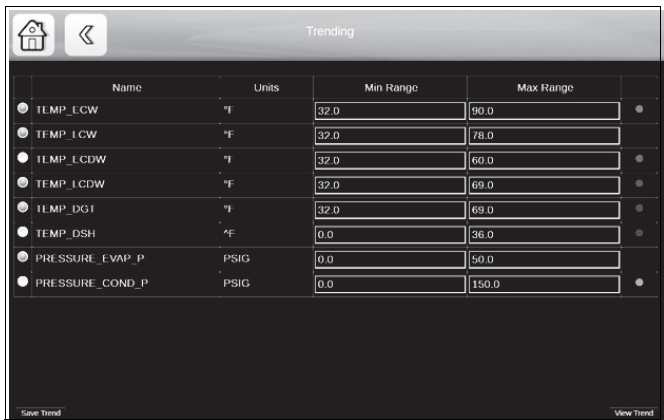 Trending
Name Units Min Range Max Range
TEMP_ECW °F 32.0 90.0
TEMP_LCW °F 32.0 78.0
TEMP_ECDW °F 32.0 60.0
TEMP_LCDW °F 32.0 69.0
TEMP_DGT °F 32.0 69.0
TEMP_DSH ^F 0.0 36.0
PRESSURE_EVAP_P PSIG 0.0 50.0
PRESSURE_COND_P PSIG 0.0 150.0
Save Trend View Trend